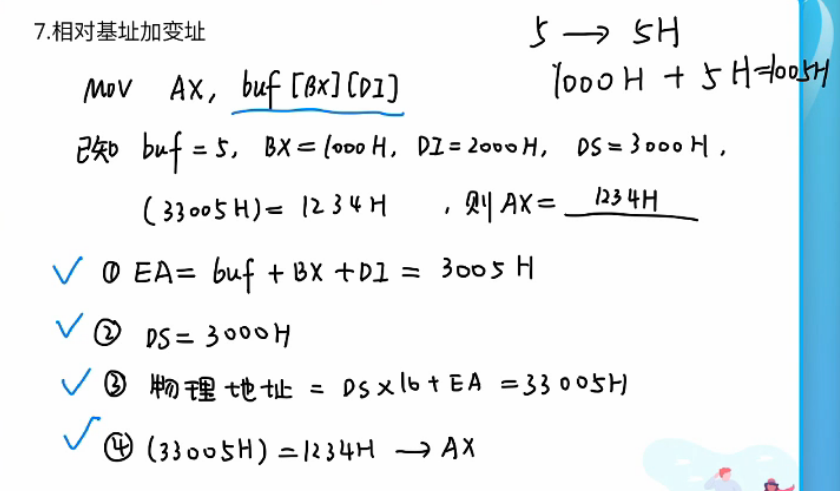 7.相对基址加变址
5 → 5H
1000H + 5H=1005H
MOV AX, buf [BX][DI]
已知 buf = 5, BX = 1000H, DI = 2000H, DS = 3000H,
(33005H) = 1234H , 则 AX = 1234H
✓ ① EA = buf + BX + DI = 3005H
✓ ② DS = 3000H
✓ ③ 物理地址 = DS×16 + EA = 33005H
✓ ④ (33005H) = 1234H → AX